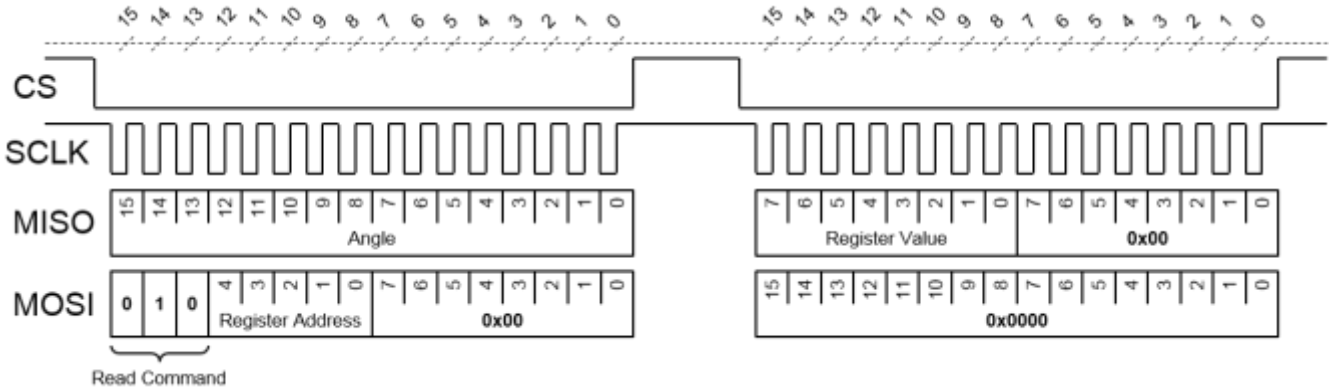 15 14 13 12 11 10 9 8 7 6 5 4 3 2 1 0 15 14 13 12 11 10 9 8 7 6 5 4 3 2 1 0
CS
SCLK
MISO 15 14 13 12 11 10 9 8 7 6 5 4 3 2 1 0 7 6 5 4 3 2 1 0 7 6 5 4 3 2 1 0
Angle Register Value 0x00
MOSI 0 1 0 4 3 2 1 0 7 6 5 4 3 2 1 0 15 14 13 12 11 10 9 8 7 6 5 4 3 2 1 0
Register Address 0x00 0x0000
Read Command